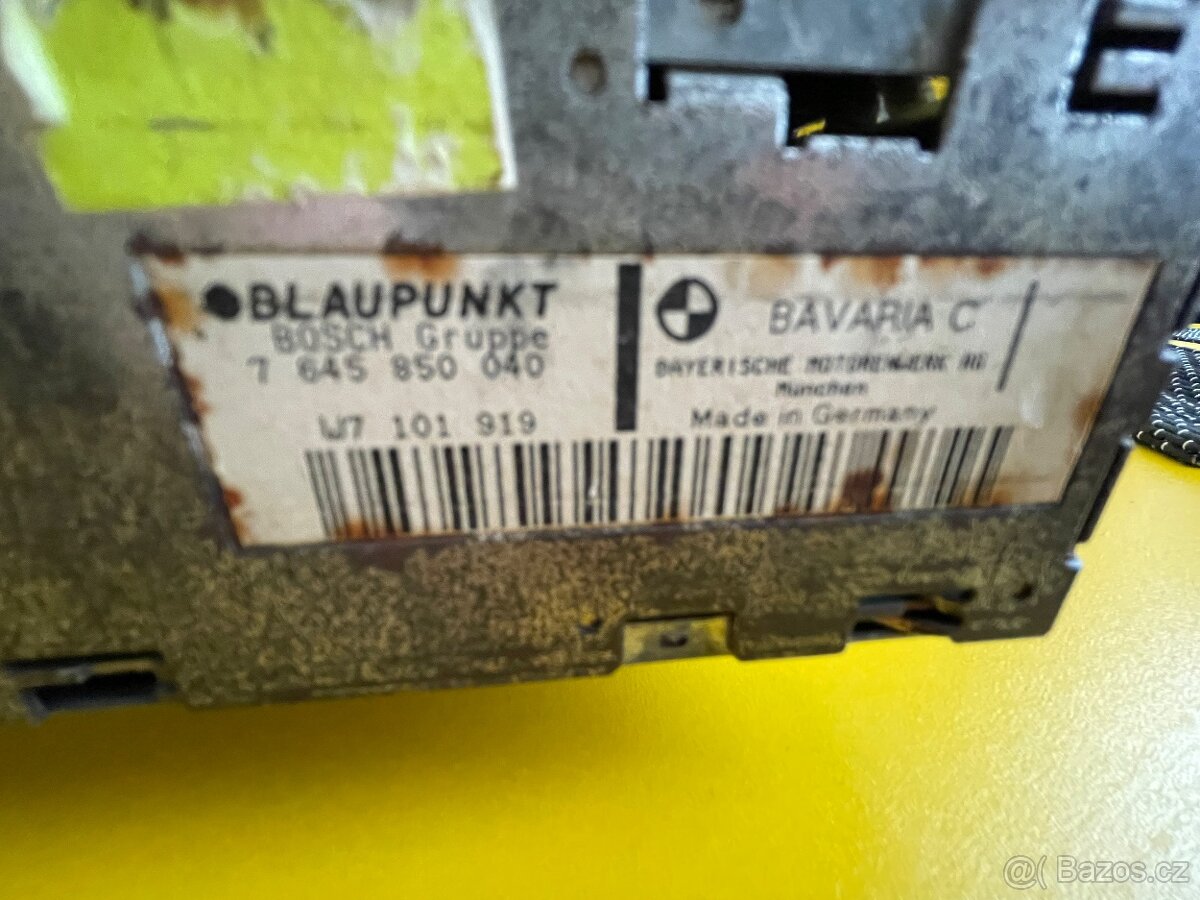 BLAUPUNKT
BOSCH Gruppe
7 645 850 040
W7 101 919
BAVARIA C
BAYERISCHE MOTORENWERK AG
München
Made in Germany
@( Bazos.cz